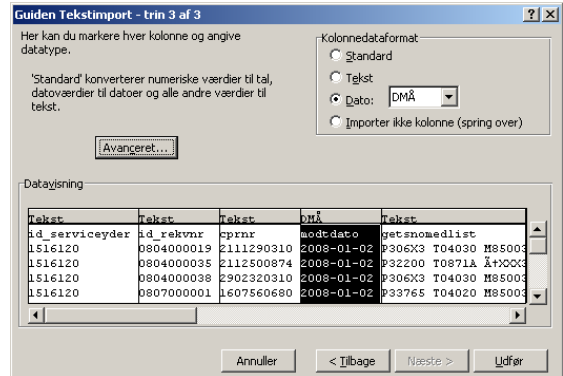 Guiden Tekstimport - trin 3 af 3
Her kan du markere hver kolonne og angive
datatype.
'Standard' konverterer numeriske værdier til tal,
datoværdier til datoer og alle andre værdier til
tekst.
Avanceret...
Kolonnedataformat
Standard
Tekst
Dato: DMÅ
Importer ikke kolonne (spring over)
Datavisning
Tekst Tekst Tekst DMÅ Tekst
id_serviceyder id_rekvnr cprnr modtdato getsnomedlist
1516120 0804000019 2111290310 2008-01-02 P306X3 T04030 M85003
1516120 0804000035 2112500874 2008-01-02 P32200 T0871A Ä+XXX3
1516120 0804000038 2902320310 2008-01-02 P306X3 T04030 M85003
1516120 0807000001 1607560680 2008-01-02 P33765 T04020 M85003
Annuller < Tilbage Næste > Udfør